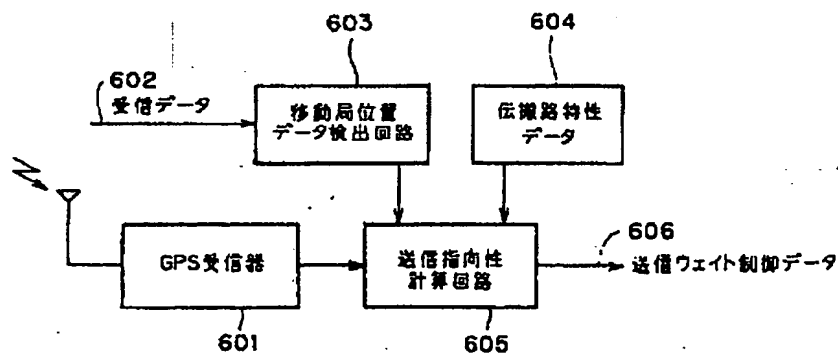 603
604
602
受信データ
移動局位置
データ検出回路
伝搬路特性
データ
606
GPS受信器
送信指向性
計算回路
送信ウェイト制御データ
601
605